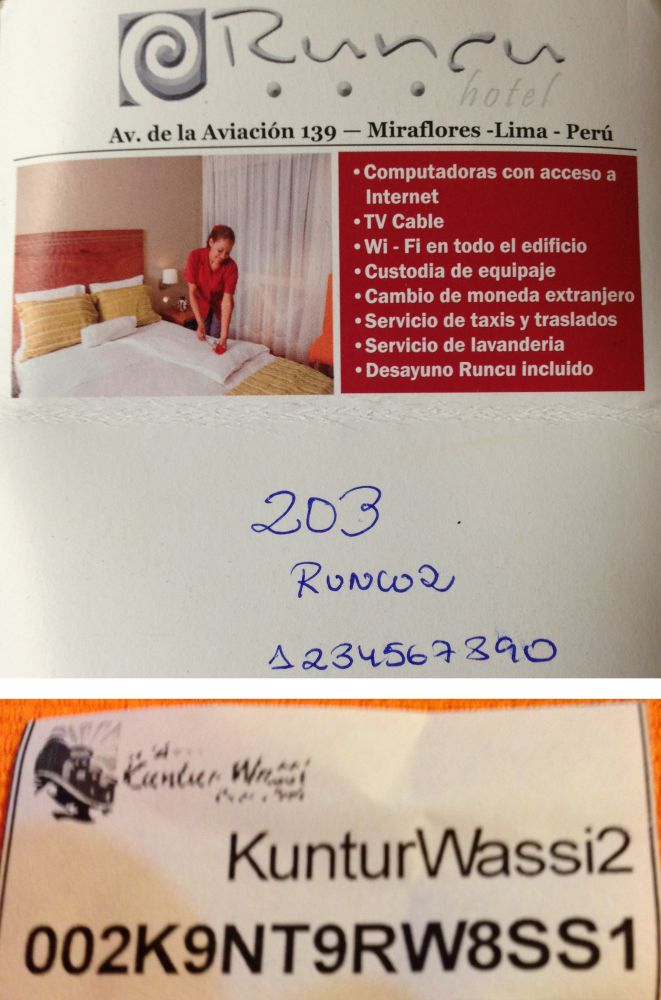 Runcu
hotel
Av. de la Aviación 139 — Miraflores -Lima - Perú
• Computadoras con acceso a
Internet
• TV Cable
• Wi - Fi en todo el edificio
• Custodia de equipaje
• Cambio de moneda extranjero
• Servicio de taxis y traslados
• Servicio de lavanderia
• Desayuno Runcu incluido
203
RUNCU2
1234567890
Kuntur Wassi
KunturWassi2
002K9NT9RW8SS1